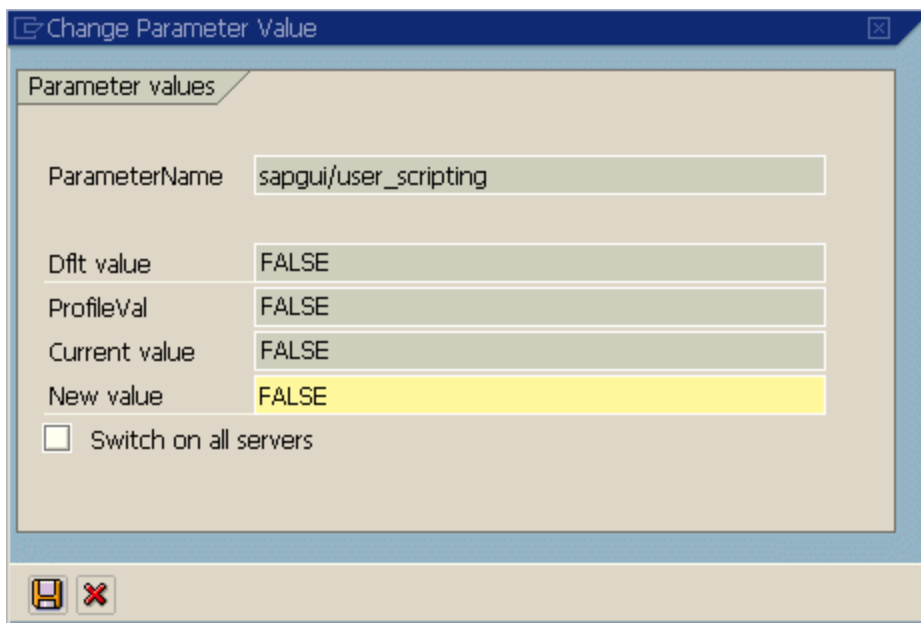 Change Parameter Value
Parameter values
ParameterName sapgui/user_scripting
Dflt value FALSE
ProfileVal FALSE
Current value FALSE
New value FALSE
Switch on all servers